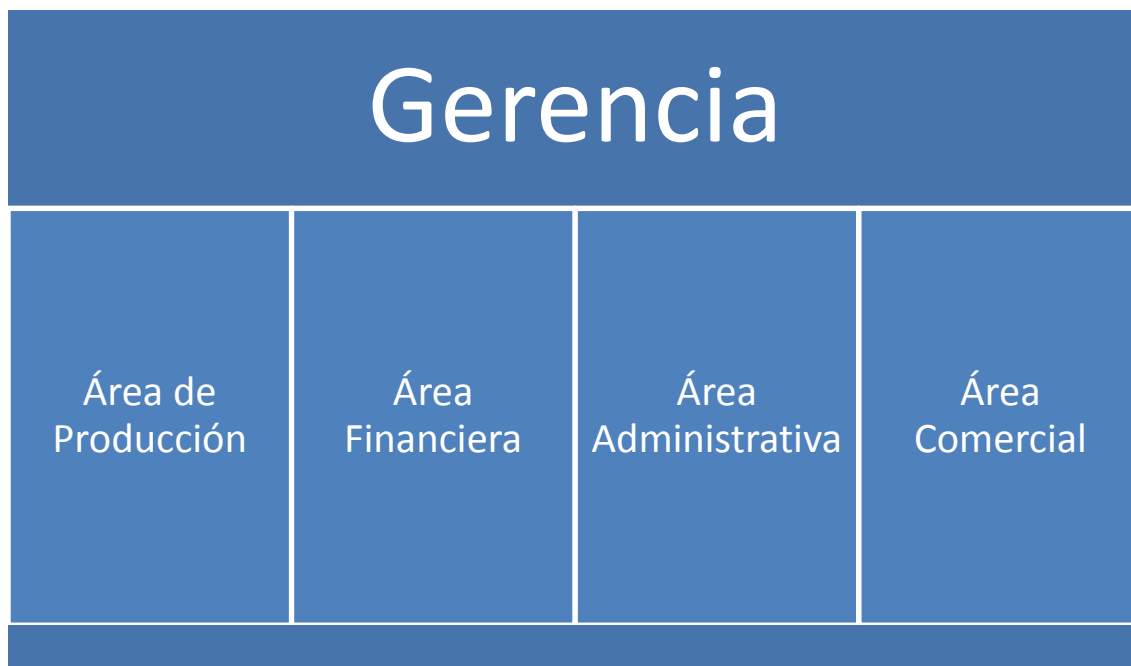 Gerencia
Área de
Producción
Área
Financiera
Área
Administrativa
Área
Comercial